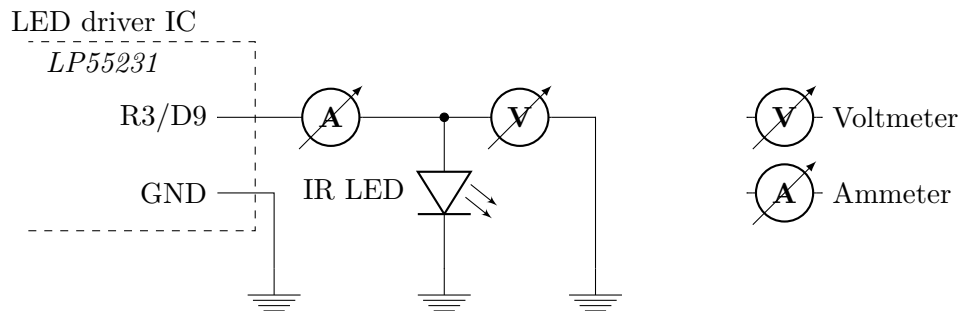 LED driver IC
LP55231
R3/D9
A
V
V Voltmeter
GND
IR LED
A Ammeter